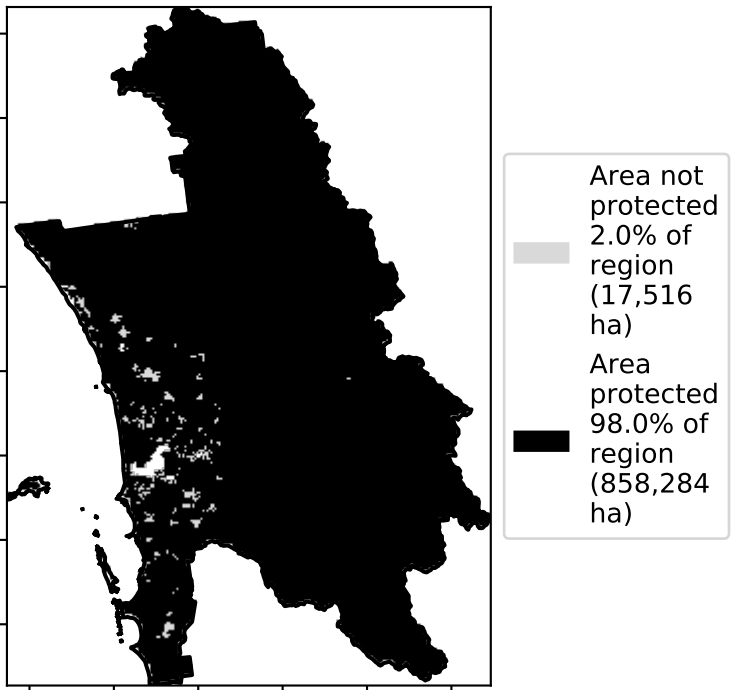 Area not
protected
2.0% of
region
(17,516
ha)
Area
protected
98.0% of
region
(858,284
ha)